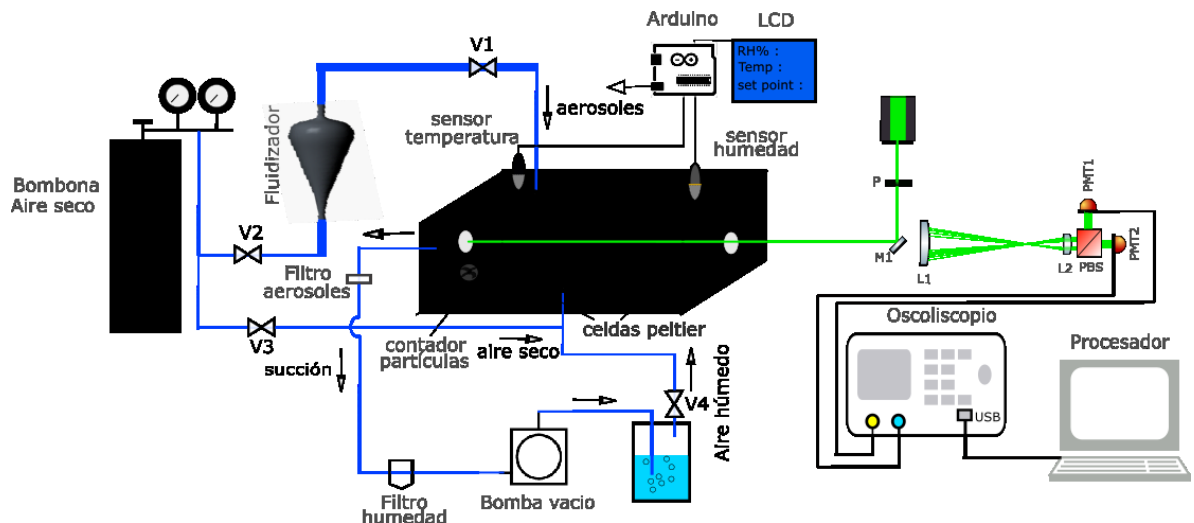 Arduino
LCD
V1
RH% :
Temp :
set point :
aerosoles
sensor
temperatura
sensor
humedad
Fluidizador
Bombona
Aire seco
P
PMT1
PMT2
V2
M1
L1
L2
PBS
Filtro
aerosoles
V3
contador
partículas
aire seco
celdas peltier
Osciliscopio
Procesador
succión
V4
Aire húmedo
USB
Filtro
humedad
Bomba vacio